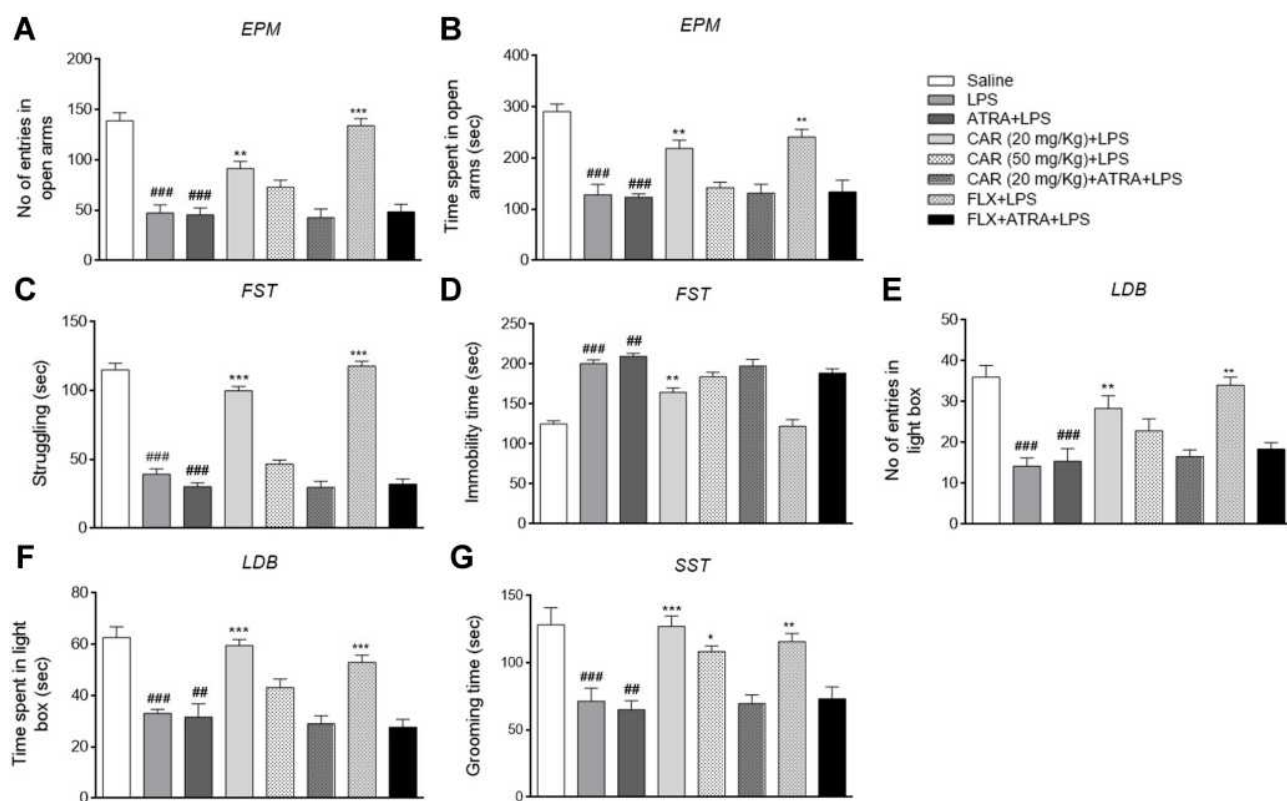 A
EPM
No of entries in
open arms
200
150
100
50
0
###
###
**
***
B
EPM
Time spent in open
arms (sec)
400
300
200
100
0
###
###
**
**
Saline
LPS
ATRA+LPS
CAR (20 mg/Kg)+LPS
CAR (50 mg/Kg)+LPS
CAR (20 mg/Kg)+ATRA+LPS
FLX+LPS
FLX+ATRA+LPS
C
FST
Struggling (sec)
150
100
50
0
###
###
***
***
D
FST
Immobility time (sec)
250
200
150
100
50
0
###
##
**
E
LDB
No of entries in
light box
50
40
30
20
10
0
###
###
**
**
F
LDB
Time spent in light
box (sec)
80
60
40
20
0
###
##
***
***
G
SST
Grooming time (sec)
150
100
50
0
###
##
***
*
**